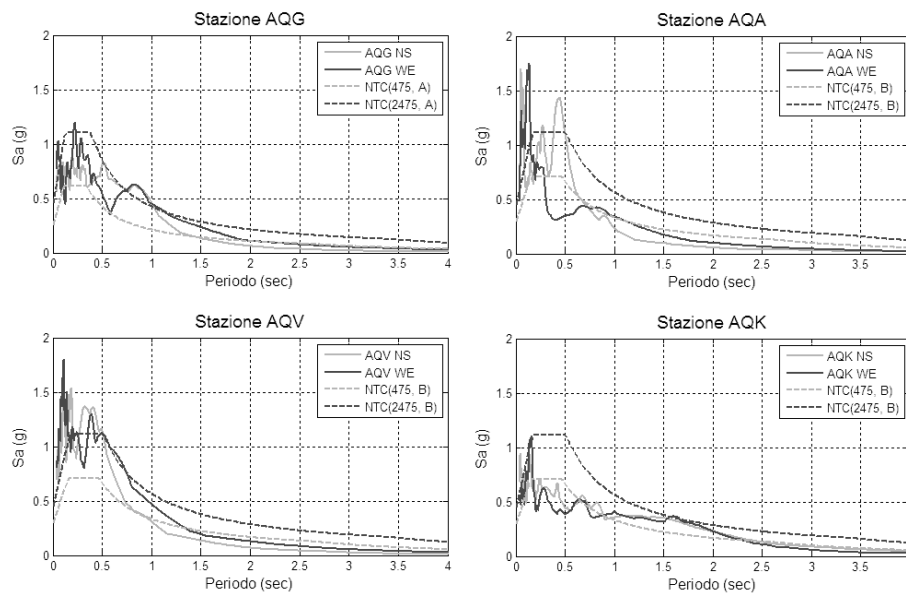 Stazione AQG
Sa (g)
2
1.5
1
0.5
0
0 0.5 1 1.5 2 2.5 3 3.5 4
Periodo (sec)
AQG NS
AQG WE
NTC(475, A)
NTC(2475, A)
Stazione AQA
Sa (g)
2
1.5
1
0.5
0
0 0.5 1 1.5 2 2.5 3 3.5 4
Periodo (sec)
AQA NS
AQA WE
NTC(475, B)
NTC(2475, B)
Stazione AQV
Sa (g)
2
1.5
1
0.5
0
0 0.5 1 1.5 2 2.5 3 3.5 4
Periodo (sec)
AQV NS
AQV WE
NTC(475, B)
NTC(2475, B)
Stazione AQK
Sa (g)
2
1.5
1
0.5
0
0 0.5 1 1.5 2 2.5 3 3.5 4
Periodo (sec)
AQK NS
AQK WE
NTC(475, B)
NTC(2475, B)